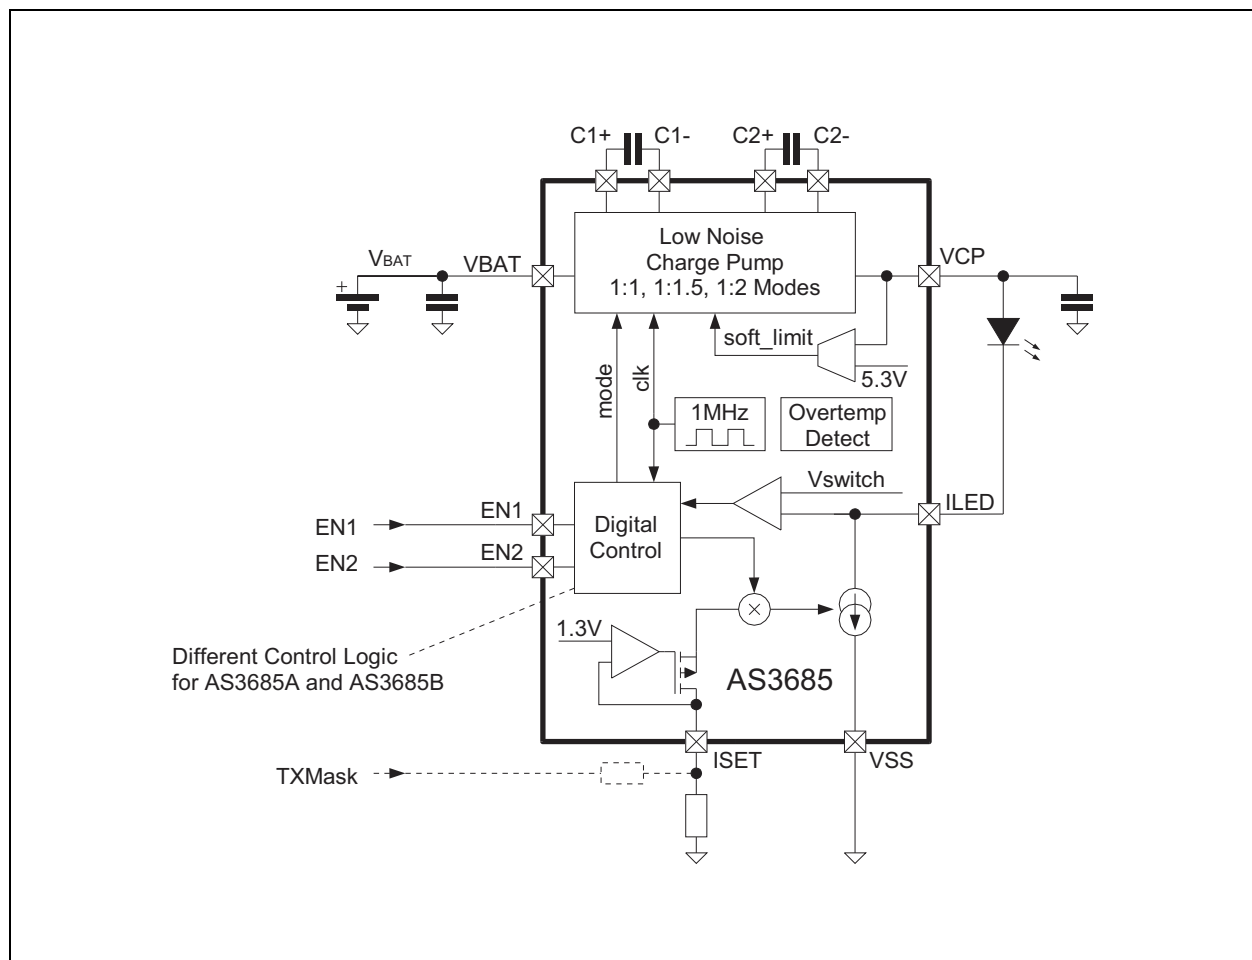 C1+ C1- C2+ C2-
Low Noise
Charge Pump
1:1, 1:1.5, 1:2 Modes
VBAT VBAT
VCP
+
soft_limit
5.3V
mode
clk
1MHz
Overtemp
Detect
Vswitch
ILED
EN1 EN1
EN2 EN2
Digital
Control
1.3V
Different Control Logic
for AS3685A and AS3685B
AS3685
ISET
VSS
TXMask